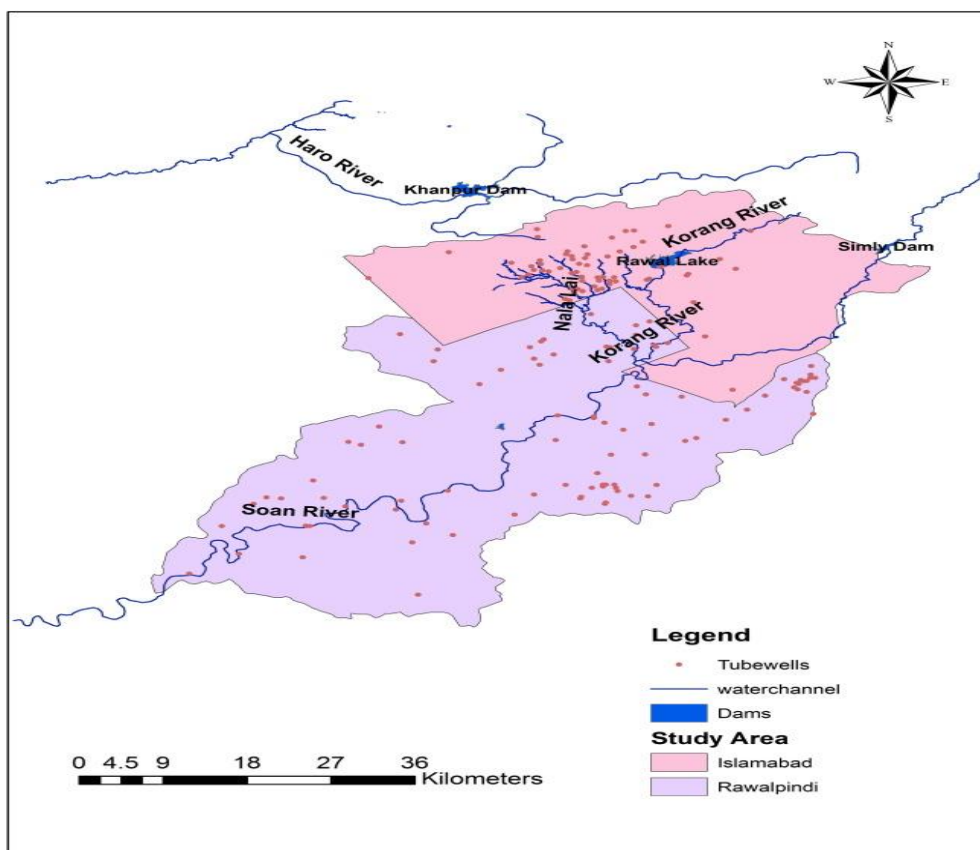 N
W E
S
Haro River
Khanpur Dam
Korang River
Simly Dam
Rawal Lake
Nala Lai
Korang River
Soan River
Legend
Tubewells
waterchannel
Dams
Study Area
Islamabad
Rawalpindi
0 4.5 9 18 27 36
Kilometers